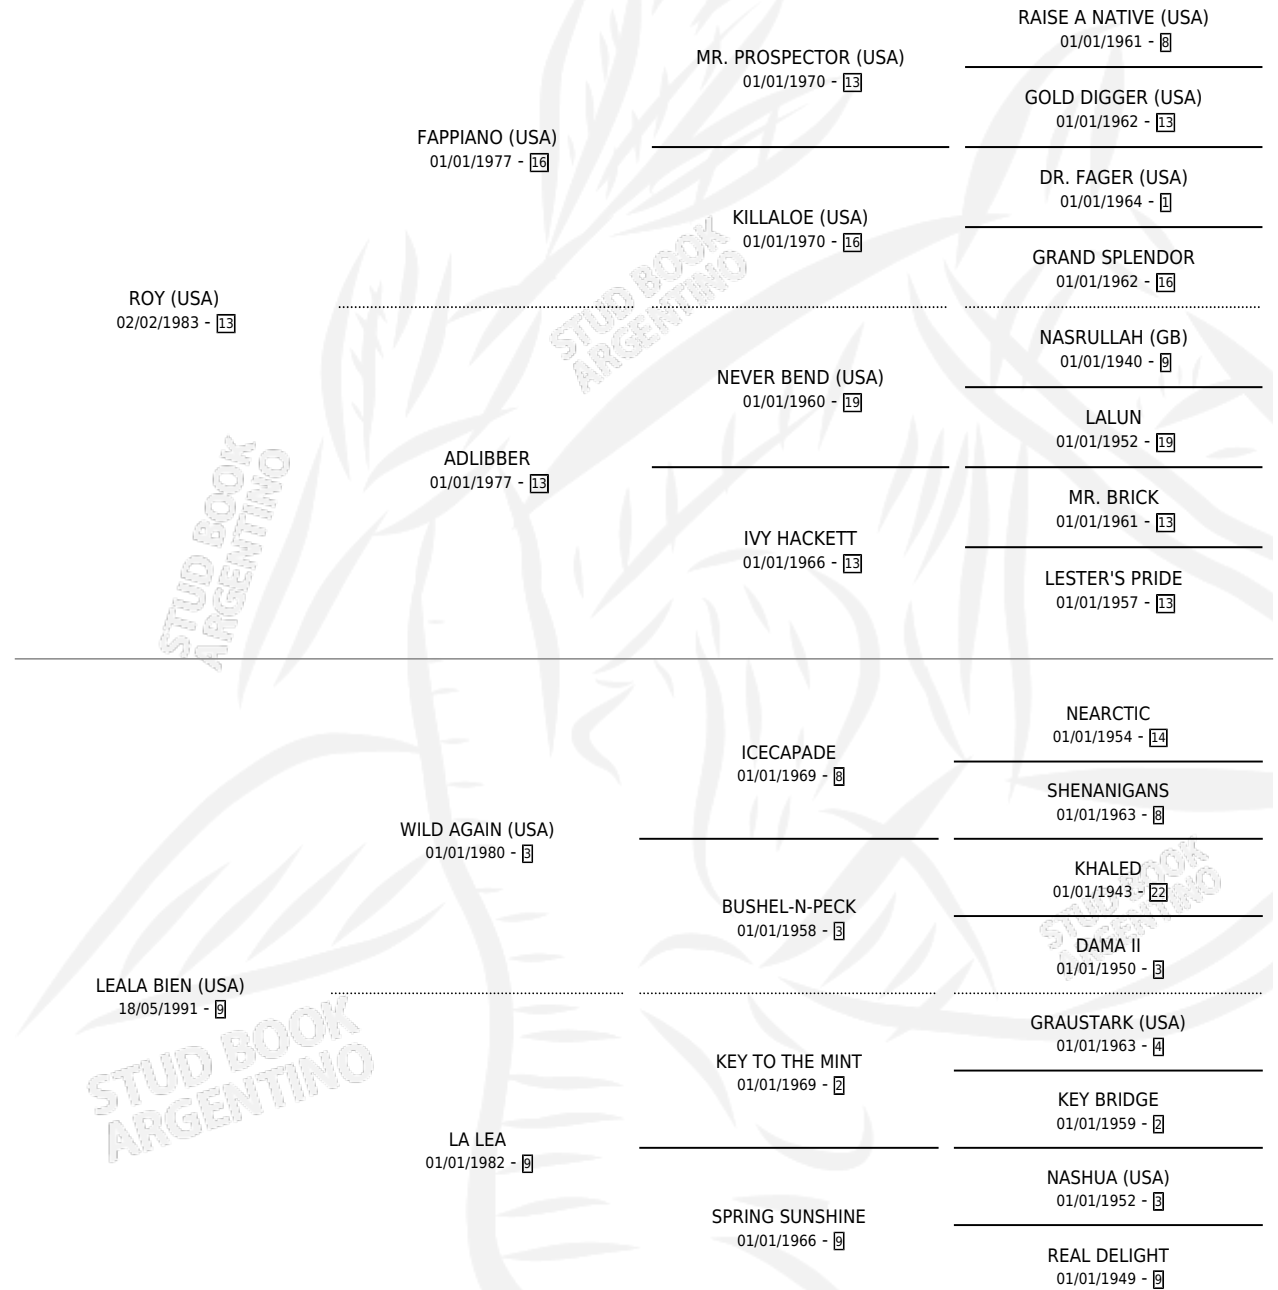 RAISE A NATIVE (USA)
01/01/1961 - 8
MR. PROSPECTOR (USA)
01/01/1970 - 13
GOLD DIGGER (USA)
01/01/1962 - 13
FAPPIANO (USA)
01/01/1977 - 16
DR. FAGER (USA)
01/01/1964 - 1
KILLALOE (USA)
01/01/1970 - 16
GRAND SPLENDOR
01/01/1962 - 16
ROY (USA)
02/02/1983 - 13
NASRULLAH (GB)
01/01/1940 - 9
NEVER BEND (USA)
01/01/1960 - 19
LALUN
01/01/1952 - 19
ADLIBBER
01/01/1977 - 13
MR. BRICK
01/01/1961 - 13
IVY HACKETT
01/01/1966 - 13
LESTER'S PRIDE
01/01/1957 - 13
NEARCTIC
01/01/1954 - 14
ICECAPADE
01/01/1969 - 8
SHENANIGANS
01/01/1963 - 8
WILD AGAIN (USA)
01/01/1980 - 3
KHALED
01/01/1943 - 22
BUSHEL-N-PECK
01/01/1958 - 3
DAMA II
01/01/1950 - 3
LEALA BIEN (USA)
18/05/1991 - 9
GRAUSTARK (USA)
01/01/1963 - 4
KEY TO THE MINT
01/01/1969 - 2
KEY BRIDGE
01/01/1959 - 2
LA LEA
01/01/1982 - 9
NASHUA (USA)
01/01/1952 - 3
SPRING SUNSHINE
01/01/1966 - 9
REAL DELIGHT
01/01/1949 - 9
STUD BOOK
ARGENTINO
STUD BOOK
ARGENTINO
STUD BOOK
ARGENTINO
STUD BOOK
ARGENTINO